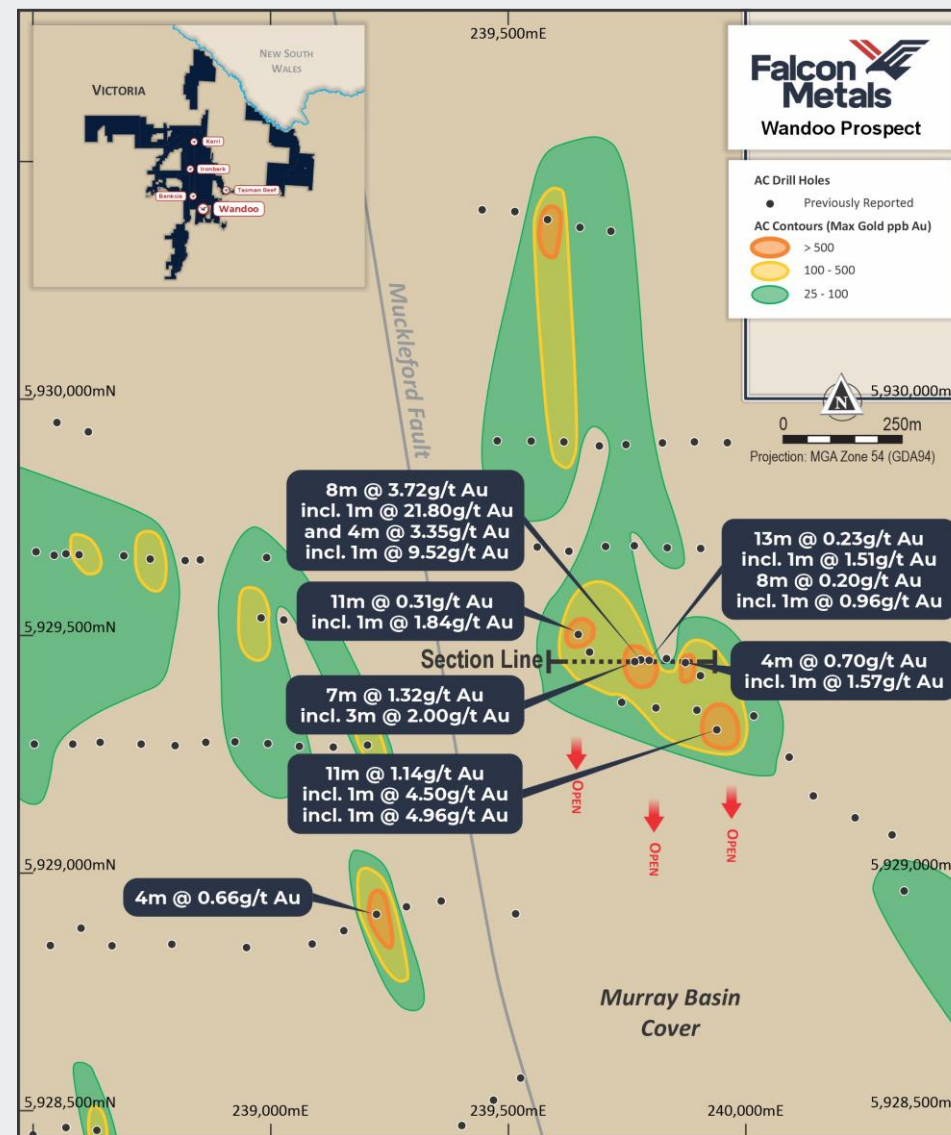 239,500mE
NEW SOUTH
WALES
VICTORIA
Karri
Ironbark
Tasman Reef
Banksia
Wandoo
Falcon
Metals
Wandoo Prospect
AC Drill Holes
Previously Reported
AC Contours (Max Gold ppb Au)
> 500
100 - 500
25 - 100
N
0 250m
Projection: MGA Zone 54 (GDA94)
5,930,000mN
5,930,000m
Muckleford Fault
8m @ 3.72g/t Au
incl. 1m @ 21.80g/t Au
and 4m @ 3.35g/t Au
incl. 1m @ 9.52g/t Au
13m @ 0.23g/t Au
incl. 1m @ 1.51g/t Au
8m @ 0.20g/t Au
incl. 1m @ 0.96g/t Au
11m @ 0.31g/t Au
incl. 1m @ 1.84g/t Au
5,929,500mN
Section Line
4m @ 0.70g/t Au
incl. 1m @ 1.57g/t Au
7m @ 1.32g/t Au
incl. 3m @ 2.00g/t Au
11m @ 1.14g/t Au
incl. 1m @ 4.50g/t Au
incl. 1m @ 4.96g/t Au
OPEN
OPEN
OPEN
5,929,000mN
5,929,000m
4m @ 0.66g/t Au
Murray Basin
Cover
5,928,500mN
239,000mE
239,500mE
240,000mE
5,928,500m